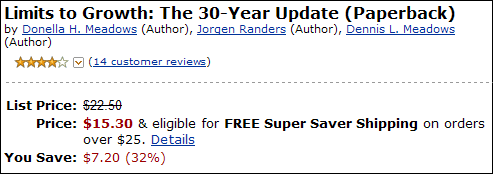 Limits to Growth: The 30-Year Update (Paperback)
by Donella H. Meadows (Author), Jorgen Randers (Author), Dennis L. Meadows
(Author)
(14 customer reviews)
List Price: $22.50
Price: $15.30 & eligible for FREE Super Saver Shipping on orders
over $25. Details
You Save: $7.20 (32%)